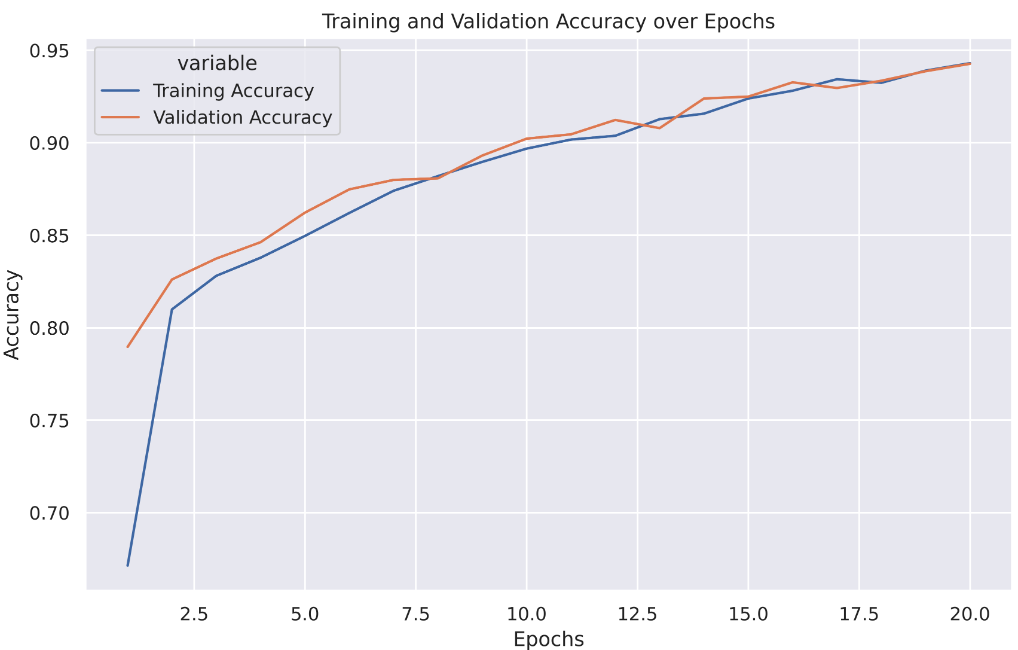 Training and Validation Accuracy over Epochs
variable
Training Accuracy
Validation Accuracy
Accuracy
0.95
0.90
0.85
0.80
0.75
0.70
2.5 5.0 7.5 10.0 12.5 15.0 17.5 20.0
Epochs